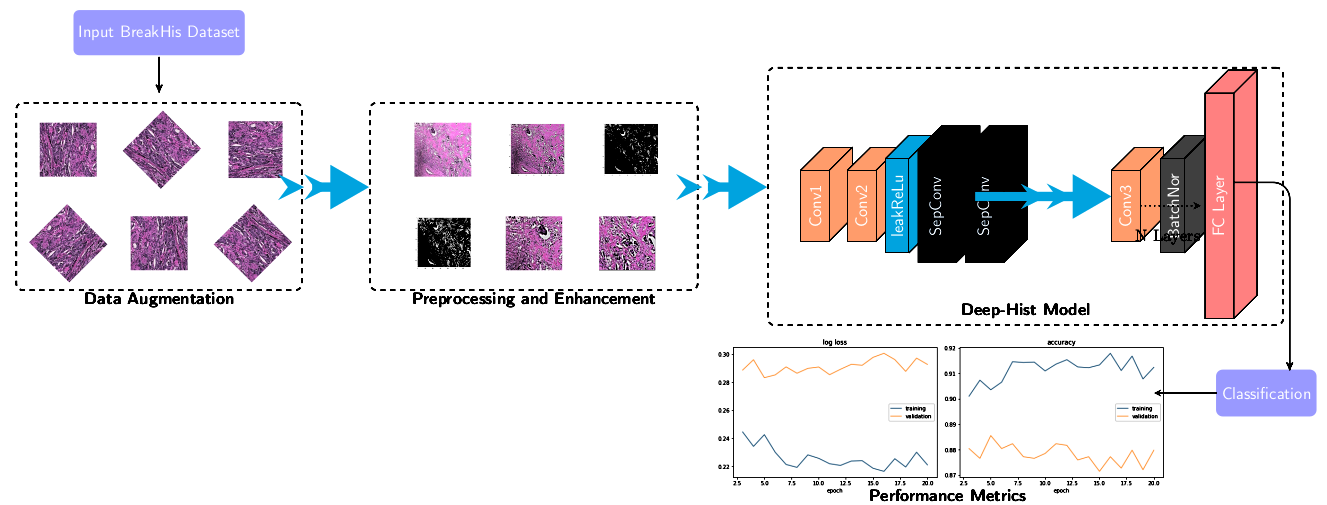 Input BreakHis Dataset
Data Augmentation
Preprocessing and Enhancement
Conv1
Conv2
leakReLu
SepConv
SepConv
Conv3
BatchNor
N Layers
FC Layer
Deep-Hist Model
Classification
log loss
0.30
0.28
0.26
0.24
0.22
training
validation
2.5 5.0 7.5 10.0 12.5 15.0 17.5 20.0
epoch
accuracy
0.92
0.91
0.90
0.89
0.88
0.87
training
validation
2.5 5.0 7.5 10.0 12.5 15.0 17.5 20.0
epoch
Performance Metrics